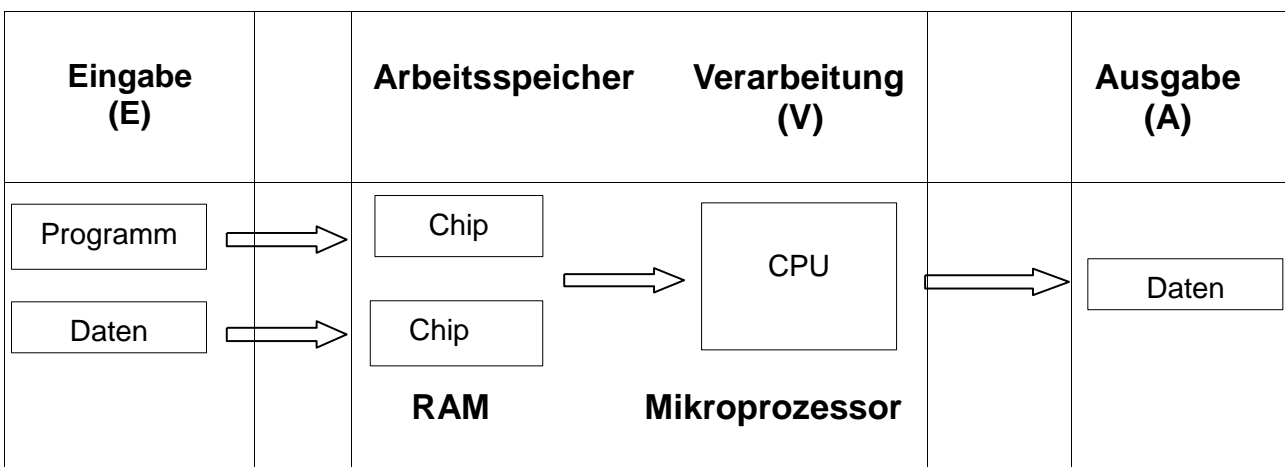 Eingabe
(E)
Arbeitsspeicher
Verarbeitung
(V)
Ausgabe
(A)
Programm
Chip
CPU
Daten
Daten
Chip
RAM
Mikroprozessor